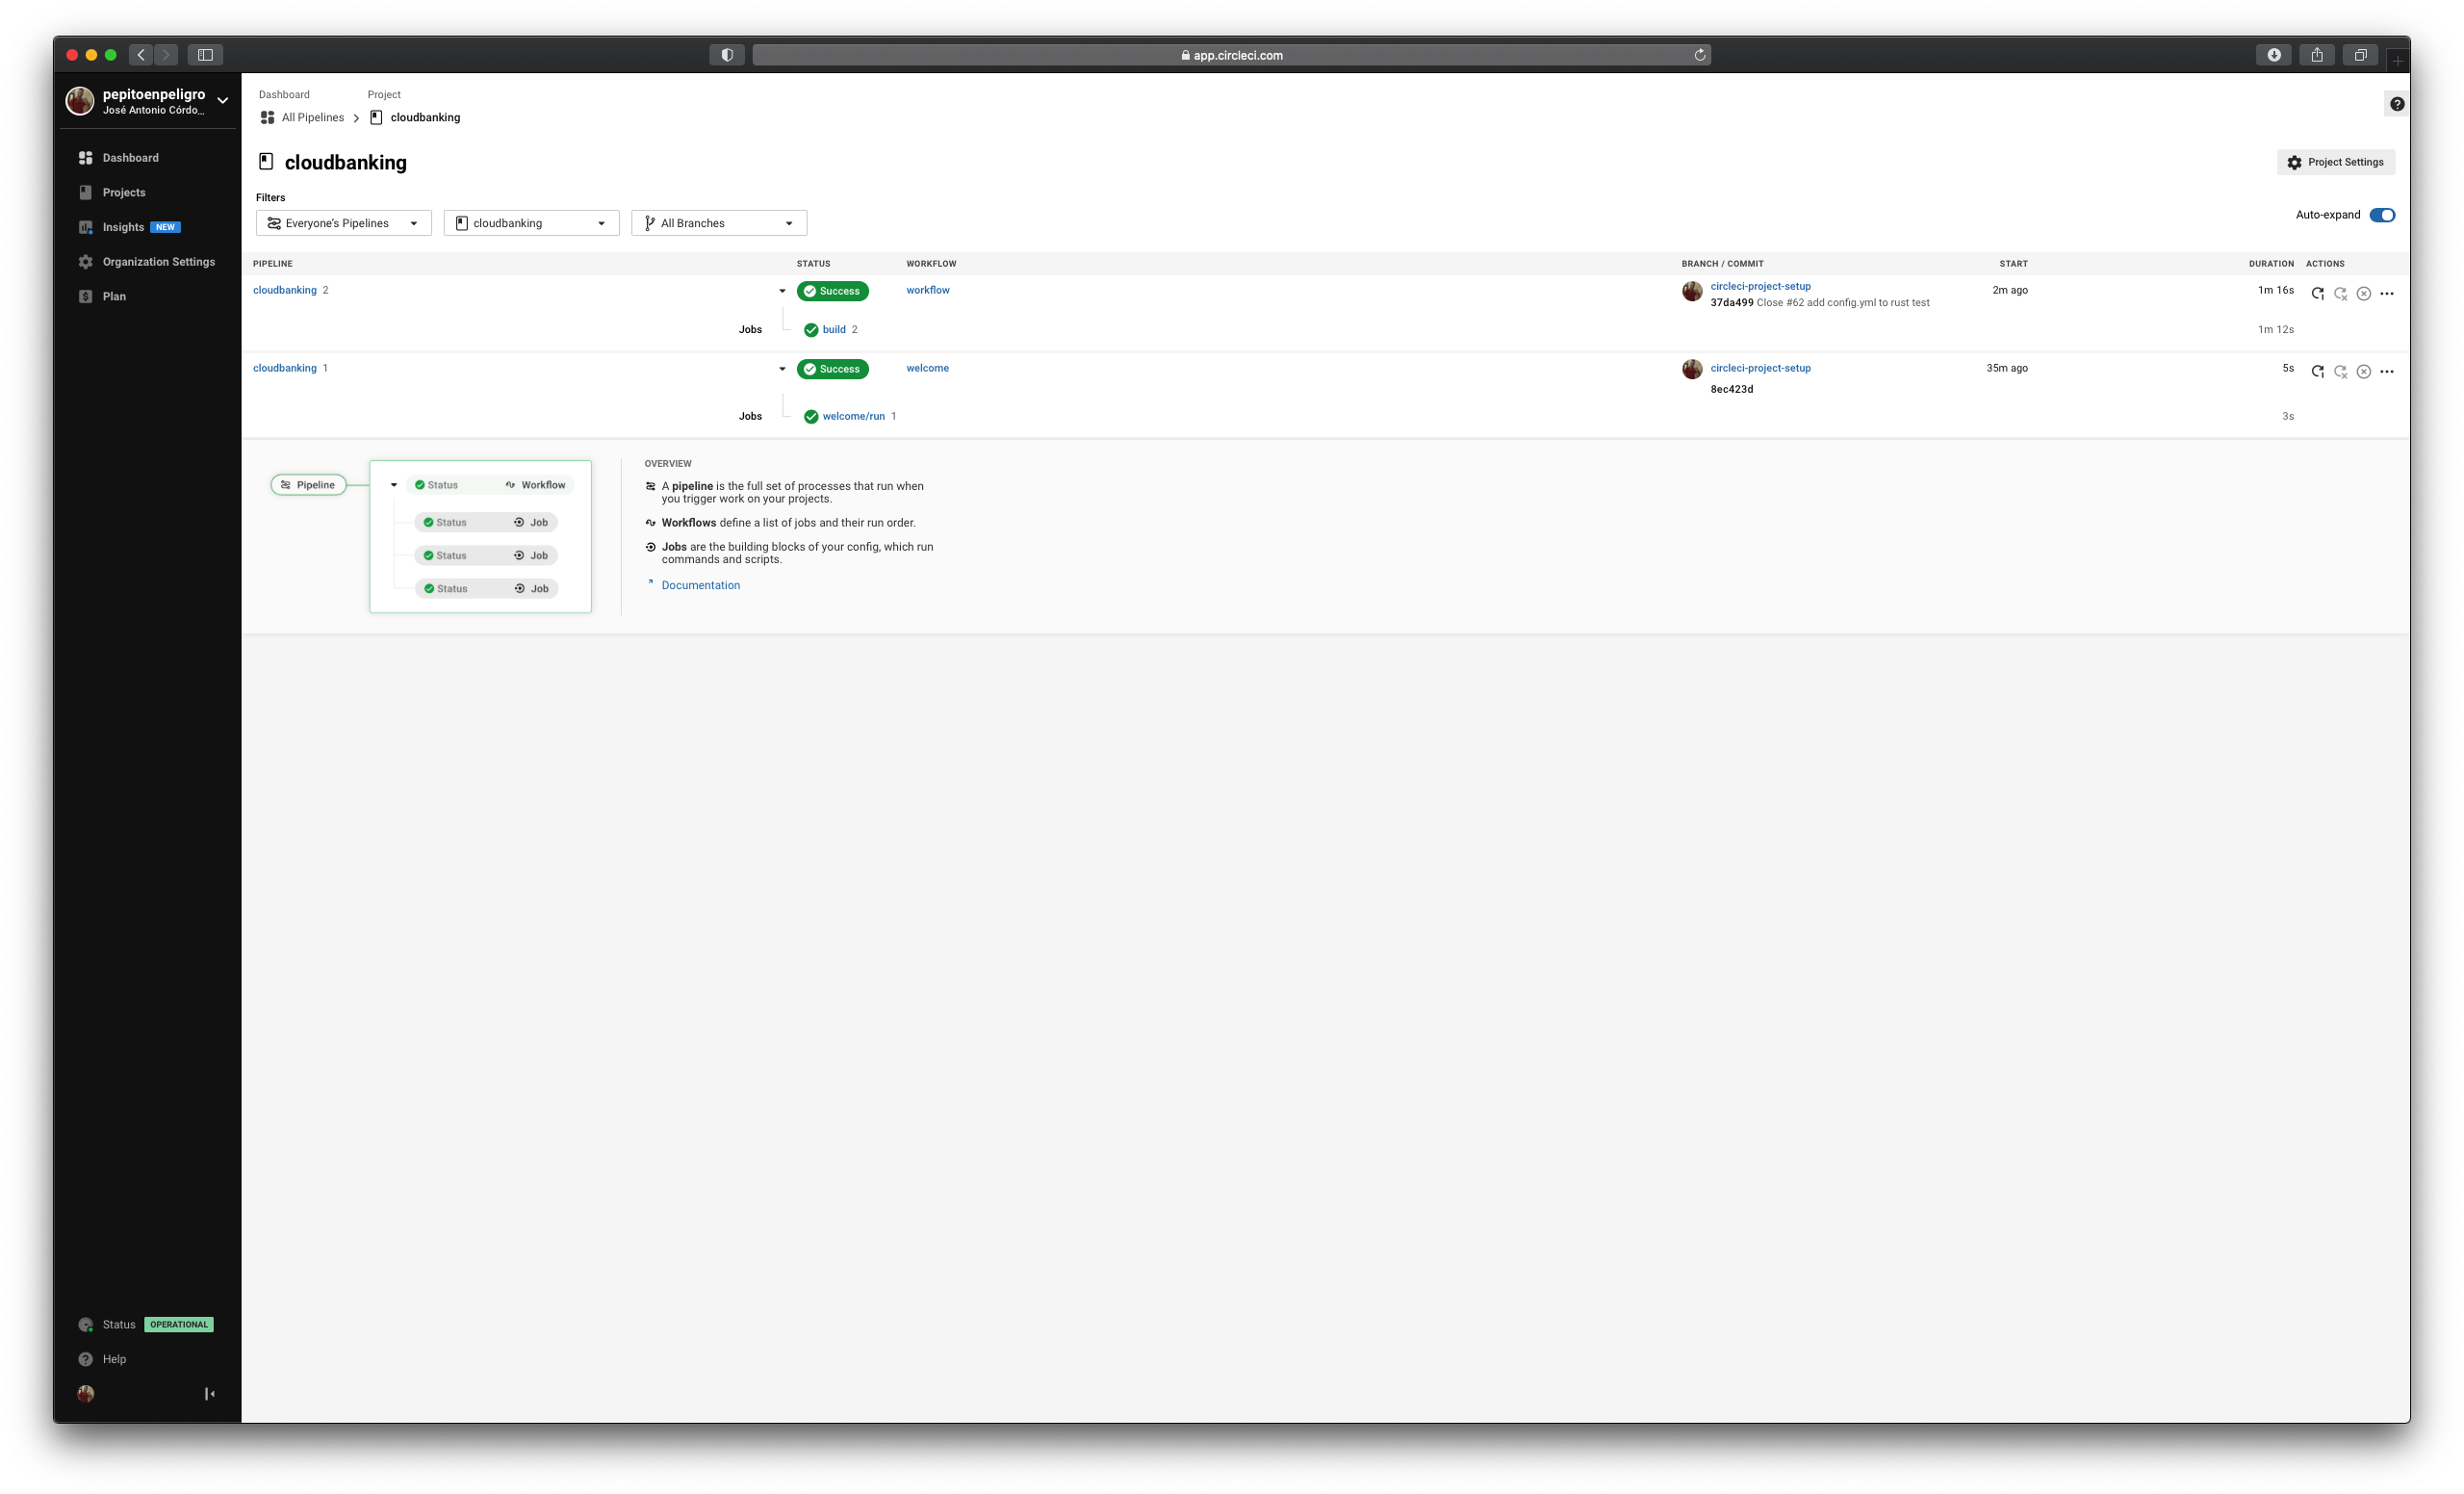 app.circleci.com
pepitoenpeligro
José Antonio Córdo...
Dashboard
Projects
Insights NEW
Organization Settings
Plan
Status OPERATIONAL
Help
Dashboard Project
All Pipelines cloudbanking
cloudbanking
Project Settings
Filters
Everyone's Pipelines cloudbanking All Branches
Auto-expand
PIPELINE STATUS WORKFLOW BRANCH / COMMIT START DURATION ACTIONS
cloudbanking 2 Success workflow circleci-project-setup 2m ago 1m 16s
37da499 Close #62 add config.yml to rust test
Jobs build 2 1m 12s
cloudbanking 1 Success welcome circleci-project-setup 35m ago 5s
8ec423d
Jobs welcome/run 1 3s
Pipeline
Status Workflow
Status Job
Status Job
Status Job
OVERVIEW
A pipeline is the full set of processes that run when
you trigger work on your projects.
Workflows define a list of jobs and their run order.
Jobs are the building blocks of your config, which run
commands and scripts.
Documentation